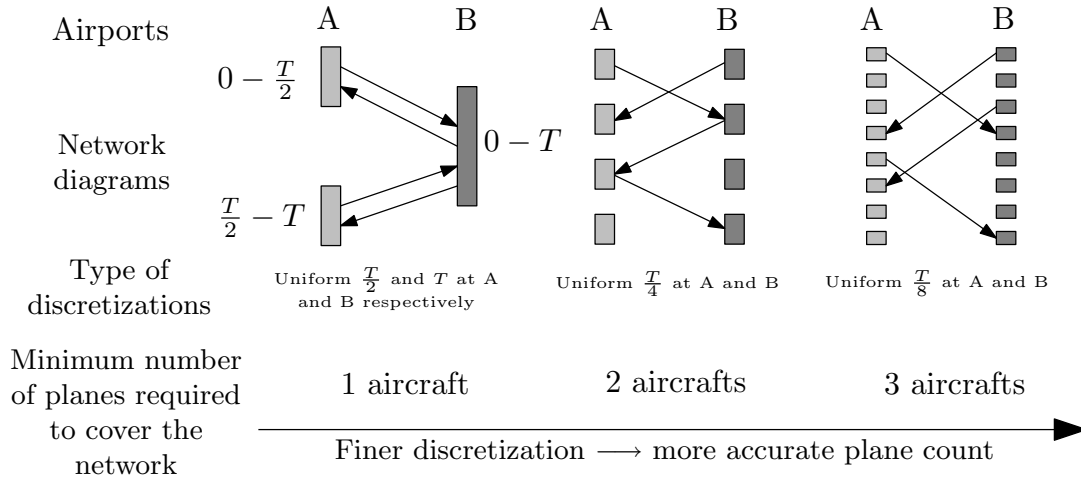 Airports
A B A B A B
0 − T/2
0 − T
Network
diagrams
T/2 − T
Type of
discretizations
Uniform T/2 and T at A
and B respectively
Uniform T/4 at A and B
Uniform T/8 at A and B
Minimum number
of planes required
to cover the
network
1 aircraft
2 aircrafts
3 aircrafts
Finer discretization ⟶ more accurate plane count